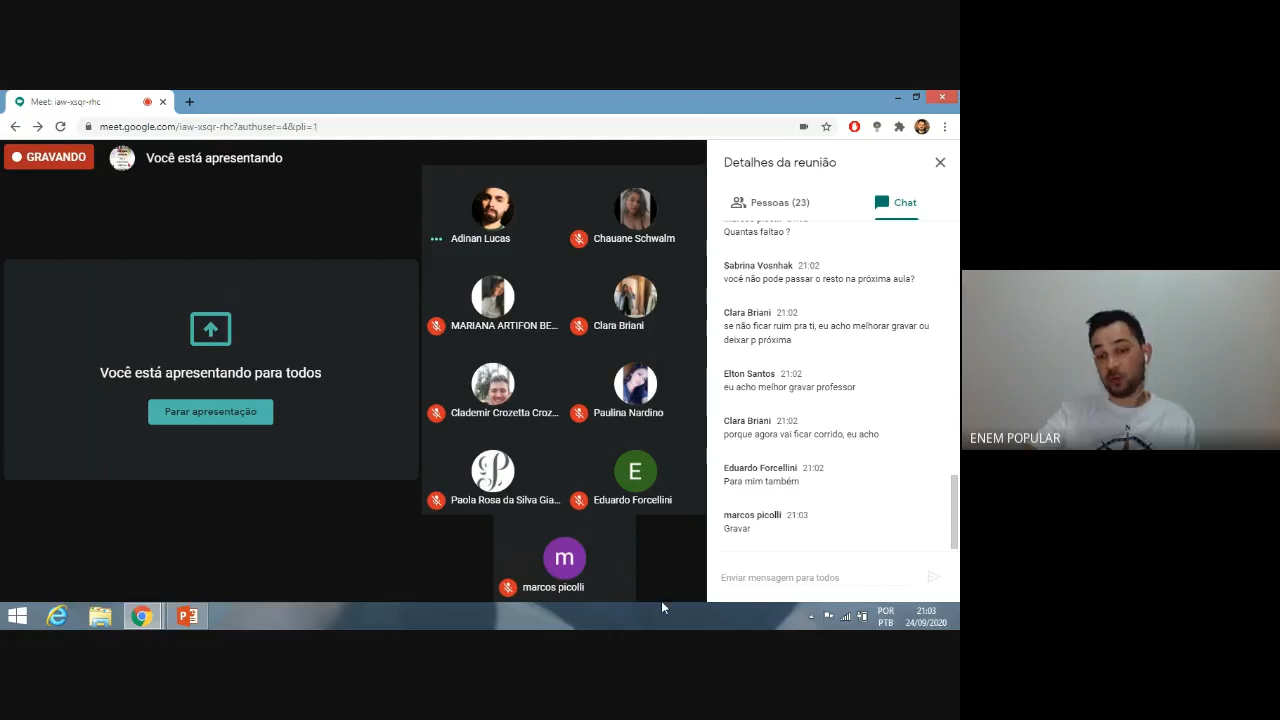 Meet: iaw-xsqr-rhc
meet.google.com/iaw-xsqr-rhc?authuser=4&pli=1
GRAVANDO
Você está apresentando
Você está apresentando para todos
Parar apresentação
Adinan Lucas
Chauane Schwalm
MARIANA ARTIFON BE...
Clara Briani
Clademir Crozetta Croz...
Paulina Nardino
Paola Rosa da Silva Gia...
E
Eduardo Forcellini
m
marcos picolli
Detalhes da reunião
Pessoas (23)
Chat
Quantas faltao ?
Sabrina Vosnhak 21:02
você não pode passar o resto na próxima aula?
Clara Briani 21:02
se não ficar ruim pra ti, eu acho melhorar gravar ou
deixar p próxima
Elton Santos 21:02
eu acho melhor gravar professor
Clara Briani 21:02
porque agora vai ficar corrido, eu acho
Eduardo Forcellini 21:02
Para mim também
marcos picolli 21:03
Gravar
Enviar mensagem para todos
POR
PTB
21:03
24/09/2020
N
ENEM POPULAR